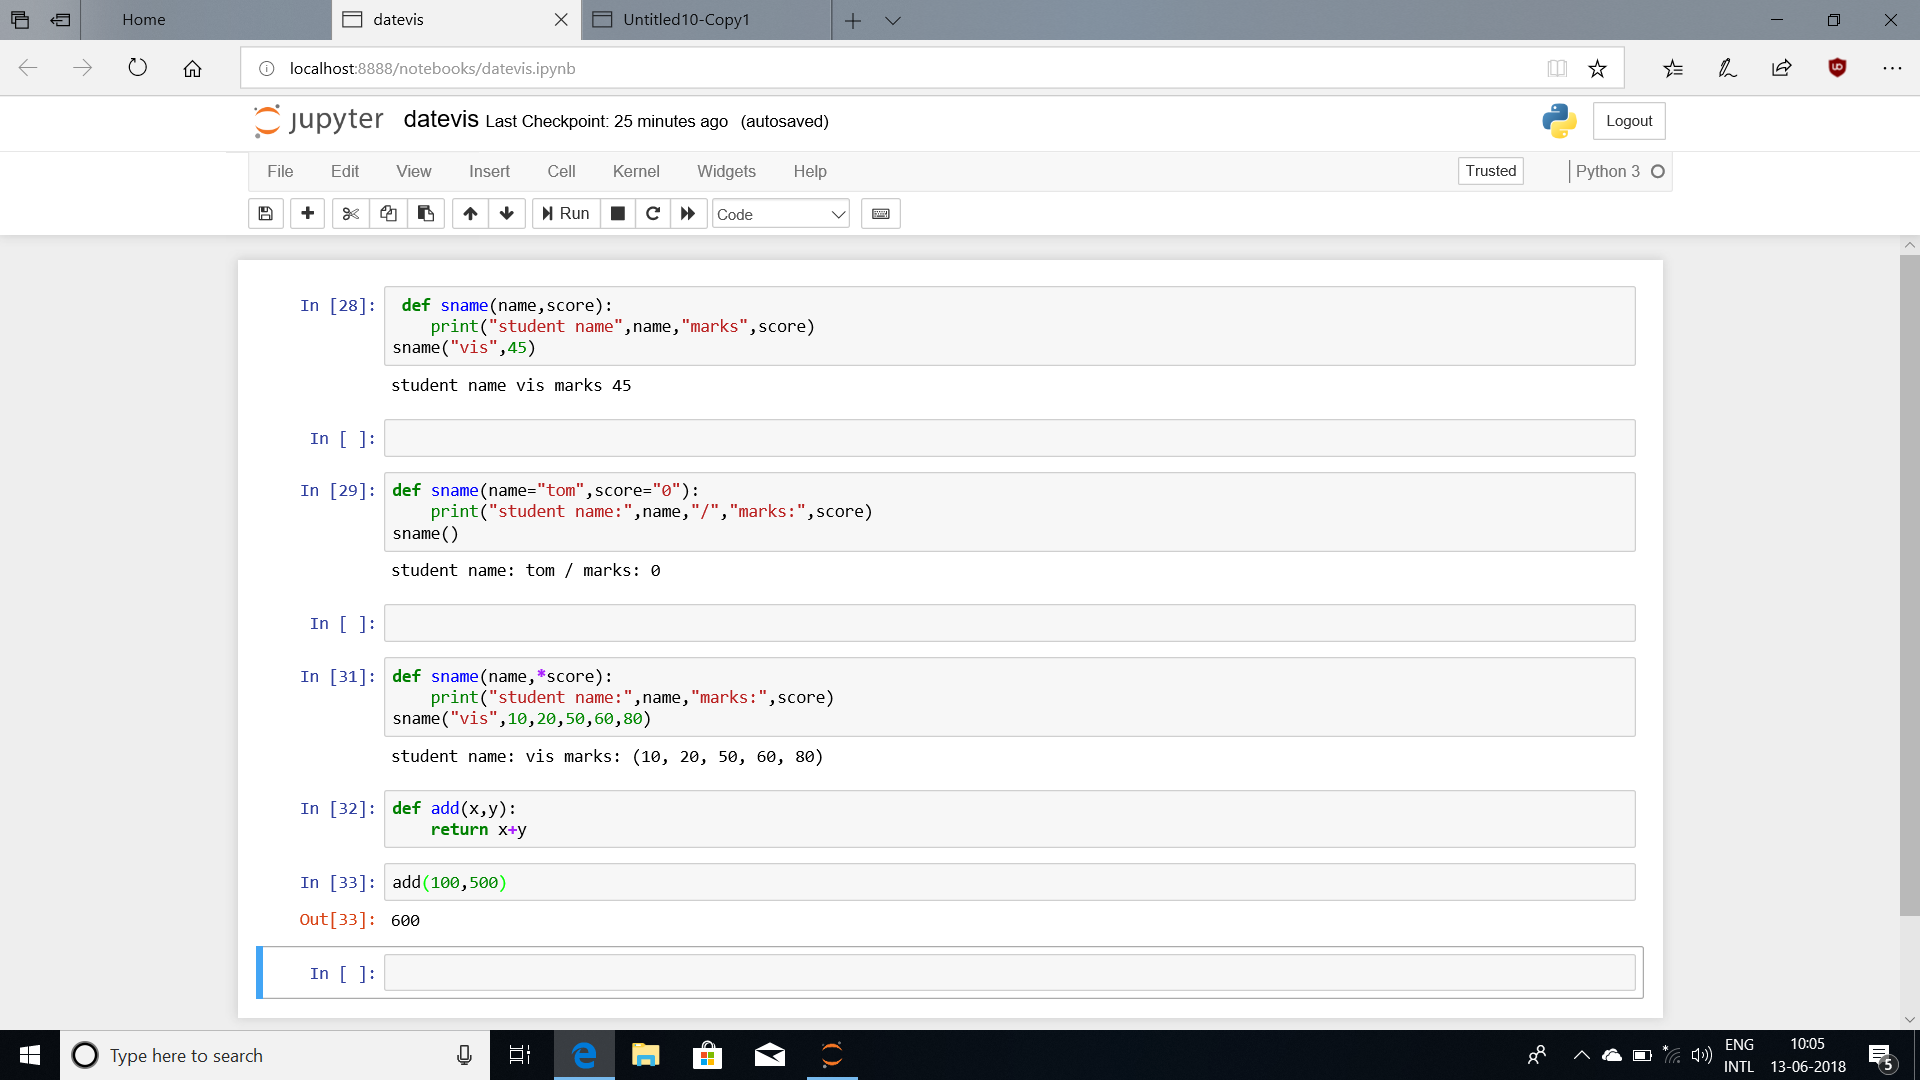 Home
datevis
Untitled10-Copy1
localhost:8888/notebooks/datevis.ipynb
jupyter datevis Last Checkpoint: 25 minutes ago (autosaved)
Logout
File Edit View Insert Cell Kernel Widgets Help
Trusted
Python 3
Run
Code
In [28]: def sname(name,score):
print("student name",name,"marks",score)
sname("vis",45)
student name vis marks 45
In [ ]:
In [29]: def sname(name="tom",score="0"):
print("student name:",name,"/","marks:",score)
sname()
student name: tom / marks: 0
In [ ]:
In [31]: def sname(name,*score):
print("student name:",name,"marks:",score)
sname("vis",10,20,50,60,80)
student name: vis marks: (10, 20, 50, 60, 80)
In [32]: def add(x,y):
return x+y
In [33]: add(100,500)
Out[33]: 600
In [ ]:
Type here to search
ENG
INTL
10:05
13-06-2018
5